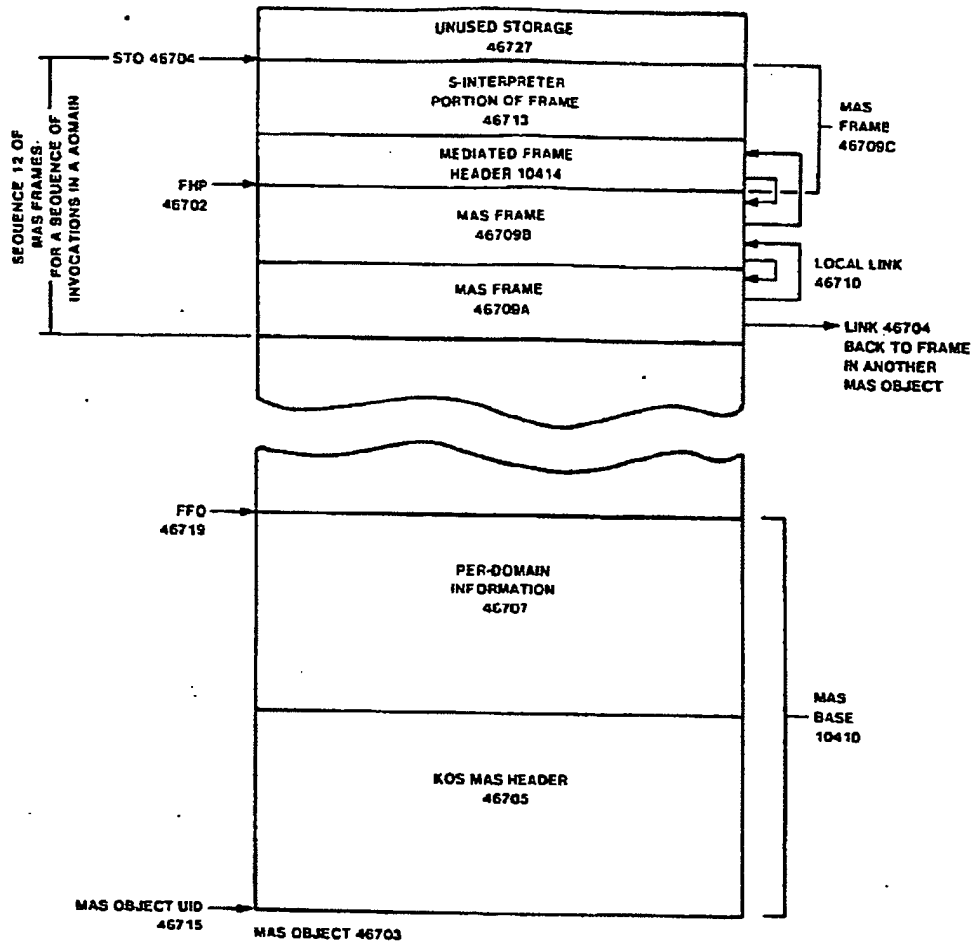 UNUSED STORAGE
46727
STO 46704
S-INTERPRETER
PORTION OF FRAME
46713
MAS
FRAME
46709C
SEQUENCE 12 OF
MAS FRAMES-
FOR A SEQUENCE OF
INVOCATIONS IN A AOMAIN
MEDIATED FRAME
HEADER 10414
FHP
46702
MAS FRAME
46709B
LOCAL LINK
46710
MAS FRAME
46709A
LINK 46704
BACK TO FRAME
IN ANOTHER
MAS OBJECT
FFO
46719
PER-DOMAIN
INFORMATION
46707
MAS
BASE
10410
KOS MAS HEADER
46705
MAS OBJECT UID
46715
MAS OBJECT 46703